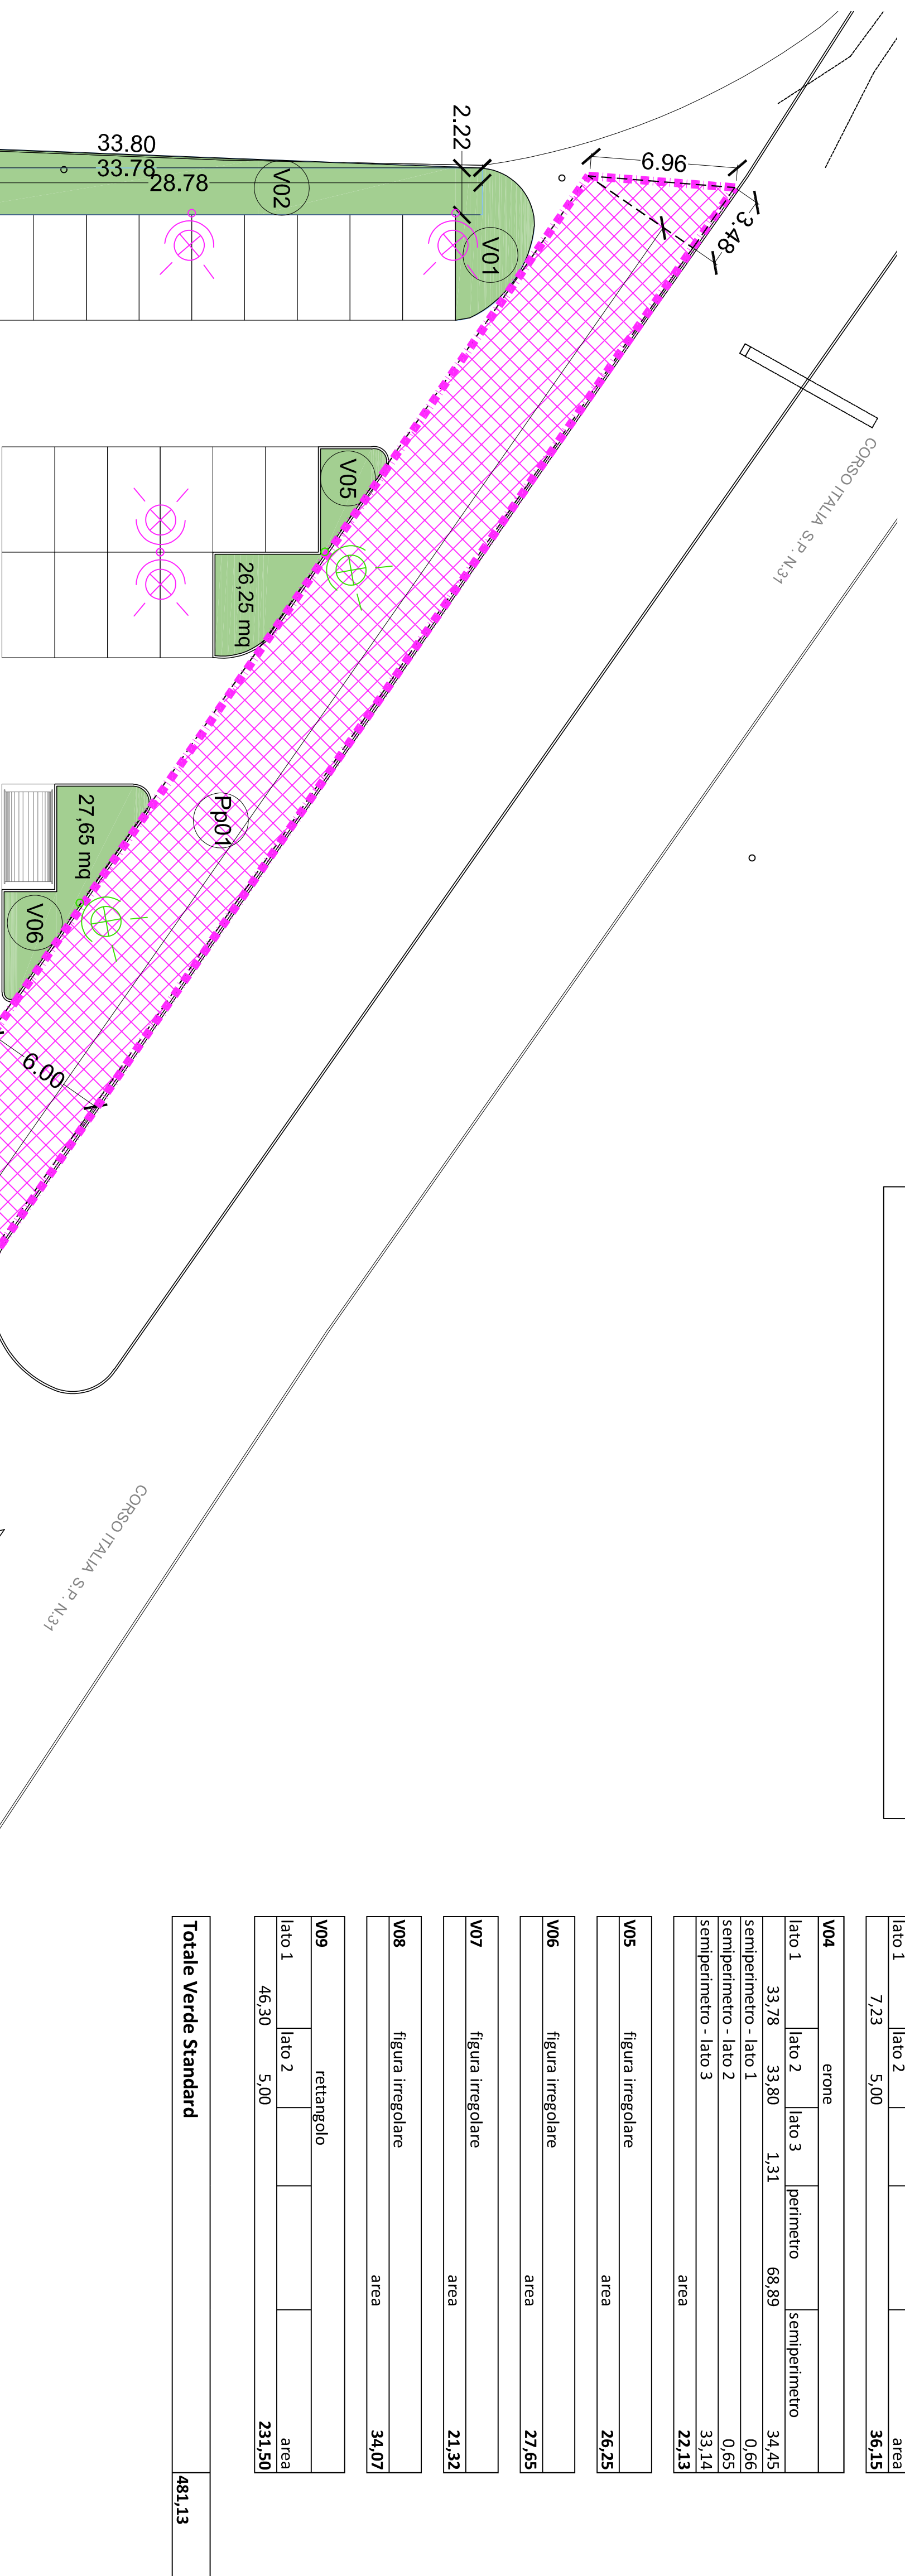 33.80
33.78
28.78
2.22
V02
V01
6.96
3.48
V05
26,25 mq
CORSO ITALIA S.P. N.31
Pp01
27,65 mq
V06
6.00
CORSO ITALIA S.P. N.31
lato 1 lato 2 area
7,23 5,00 36,15
V04 erone
lato 1 lato 2 lato 3 perimetro semiperimetro
33,78 33,80 1,31 68,89 34,45
semiperimetro - lato 1 0,66
semiperimetro - lato 2 0,65
semiperimetro - lato 3 33,14
area 22,13
V05 figura irregolare
area 26,25
V06 figura irregolare
area 27,65
V07 figura irregolare
area 21,32
V08 figura irregolare
area 34,07
V09 rettangolo
lato 1 lato 2 area
46,30 5,00 231,50
Totale Verde Standard 481,13